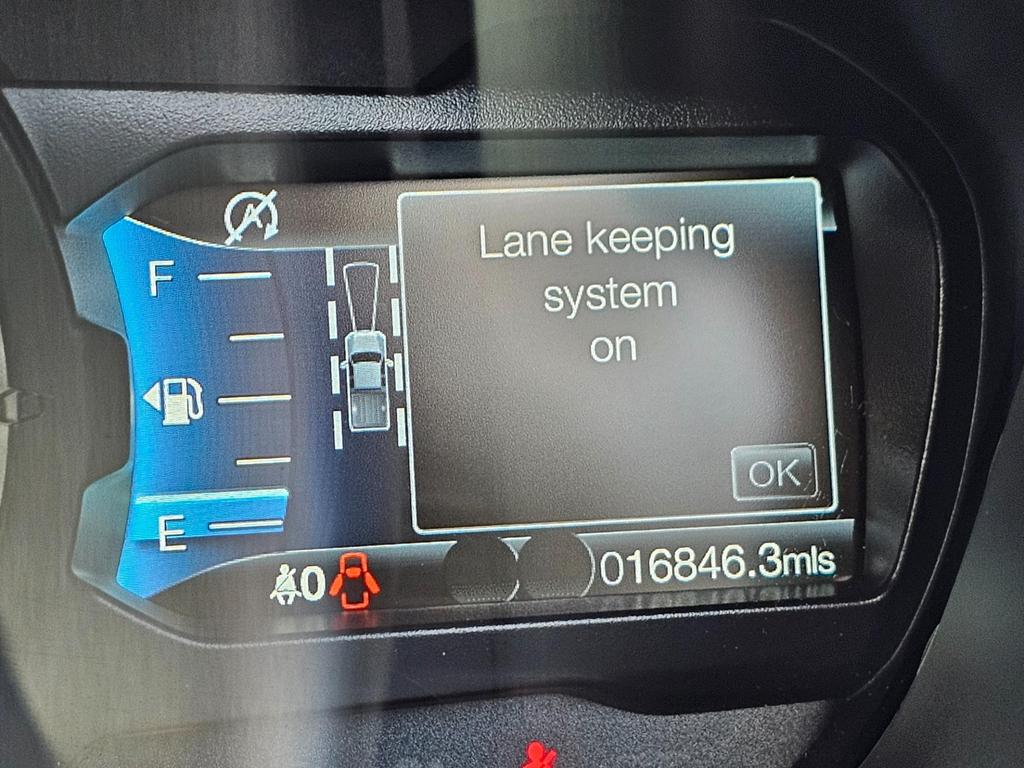 A
F
Lane keeping
system
on
OK
E
0
016846.3mls